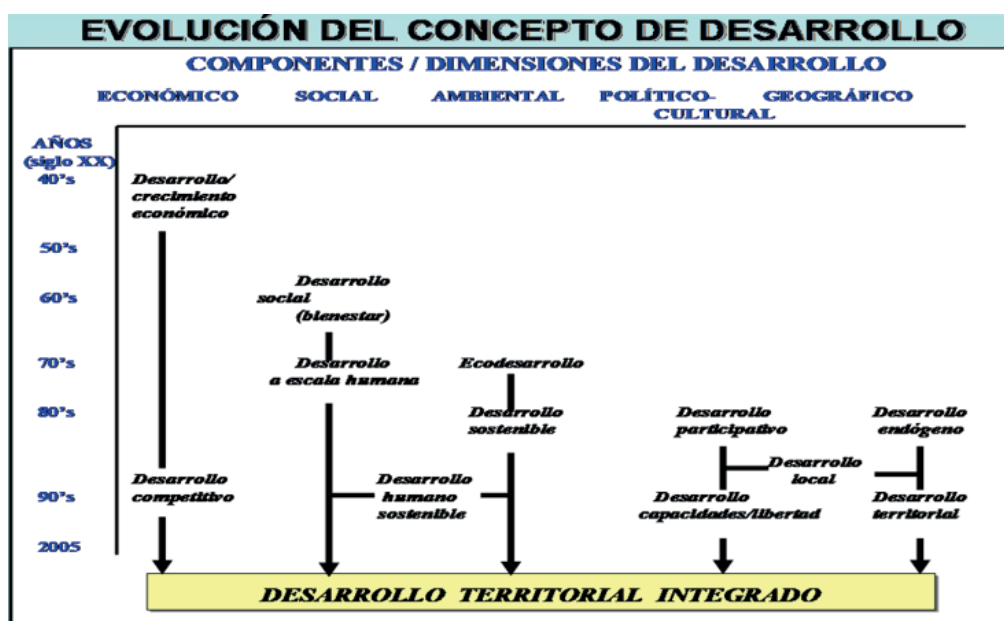 EVOLUCIÓN DEL CONCEPTO DE DESARROLLO
COMPONENTES / DIMENSIONES DEL DESARROLLO
ECONÓMICO SOCIAL AMBIENTAL POLÍTICO- GEOGRÁFICO
CULTURAL
AÑOS
(siglo XX)
40's
Desarrollo/
crecimiento
económico
50's
60's
Desarrollo
social
(bienestar)
70's
Desarrollo
a escala humana
Ecodesarrollo
80's
Desarrollo
sostenible
Desarrollo
participativo
Desarrollo
endógeno
Desarrollo
local
90's
Desarrollo
competitivo
Desarrollo
humano
sostenible
Desarrollo
capacidades/libertad
Desarrollo
territorial
2005
DESARROLLO TERRITORIAL INTEGRADO